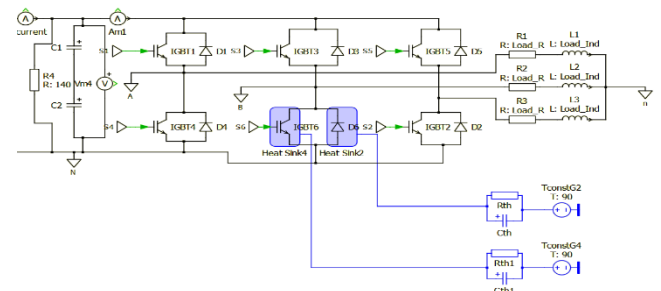 A
A
current
Am1
C1
S1
IGBT1
D1
S3
IGBT3
D3
S5
IGBT5
D5
R1
R: Load_R
L1
L: Load_Ind
R4
R: 140
Vm4
V
R2
R: Load_R
L2
L: Load_Ind
A
B
n
C2
R3
R: Load_R
L3
L: Load_Ind
S4
IGBT4
D4
S6
IGBT6
D6
S2
IGBT2
D2
Heat Sink4
Heat Sink2
N
Rth
Cth
TconstG2
T: 90
Rth1
Cth1
TconstG4
T: 90